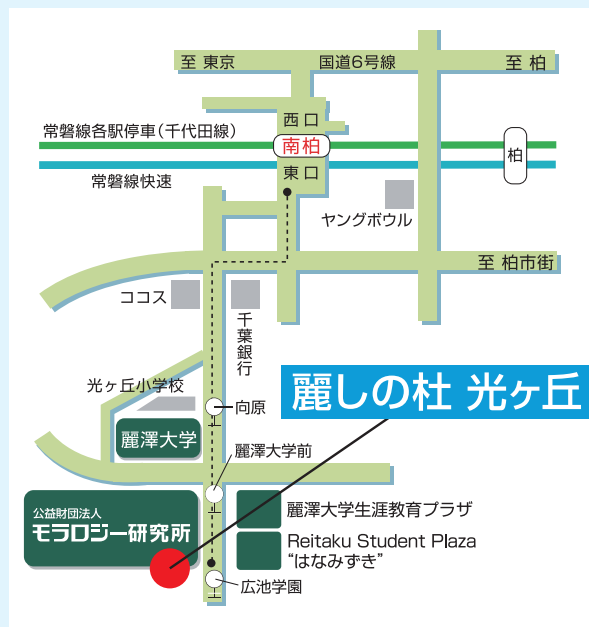 至 東京
国道6号線
至 柏
西口
常磐線各駅停車(千代田線)
南柏
柏
東口
常磐線快速
ヤングボウル
至 柏市街
ココス
千葉銀行
光ヶ丘小学校
向原
麗しの杜 光ヶ丘
麗澤大学
麗澤大学前
公益財団法人
モラロジー研究所
麗澤大学生涯教育プラザ
Reitaku Student Plaza
“はなみずき”
広池学園